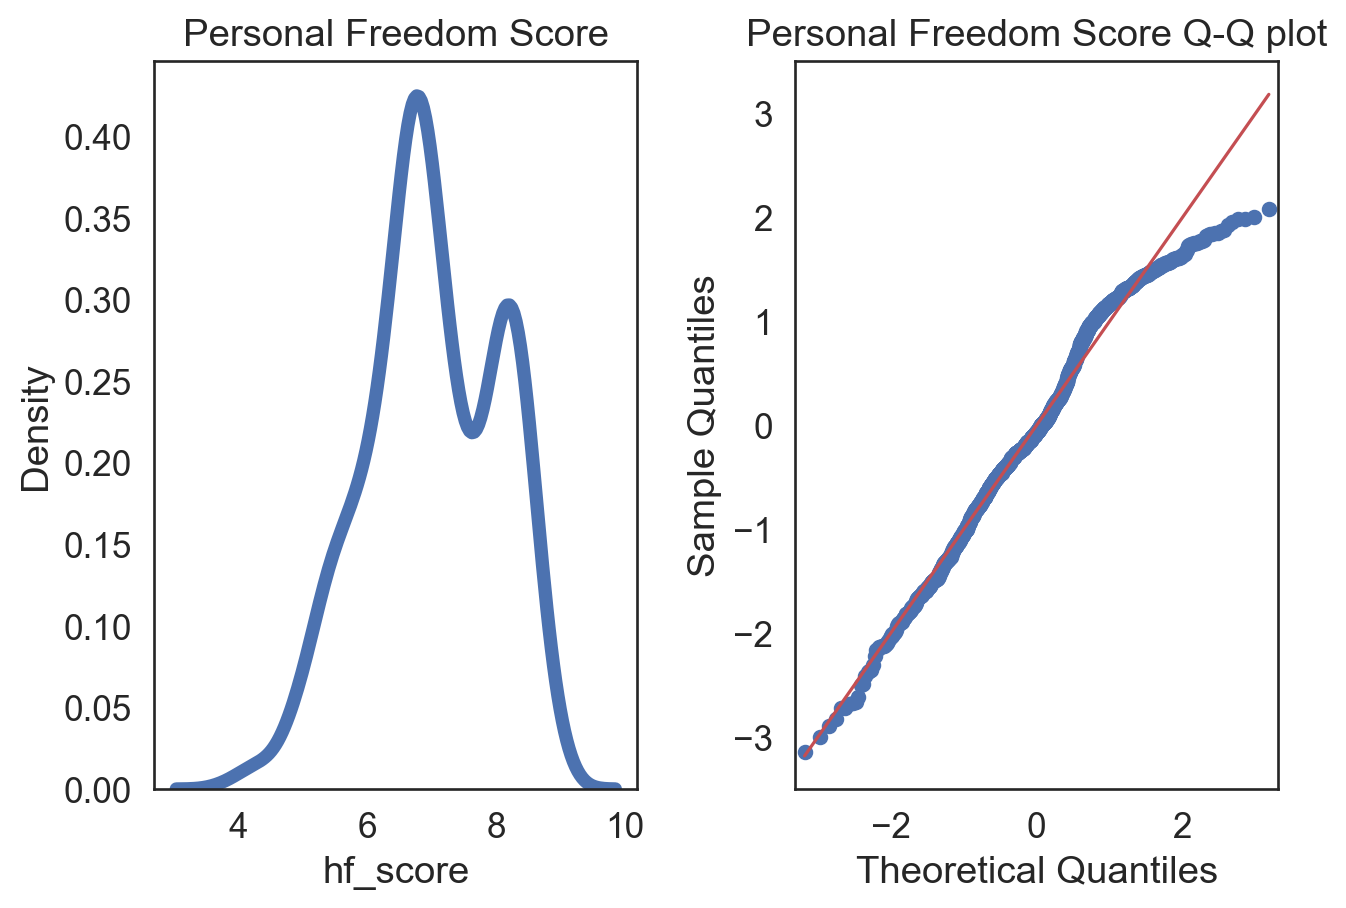 Personal Freedom Score
0.40
0.35
0.30
0.25
0.20
0.15
0.10
0.05
0.00
Density
4 6 8 10
hf_score
Personal Freedom Score Q-Q plot
3
2
1
0
−1
−2
−3
Sample Quantiles
−2 0 2
Theoretical Quantiles